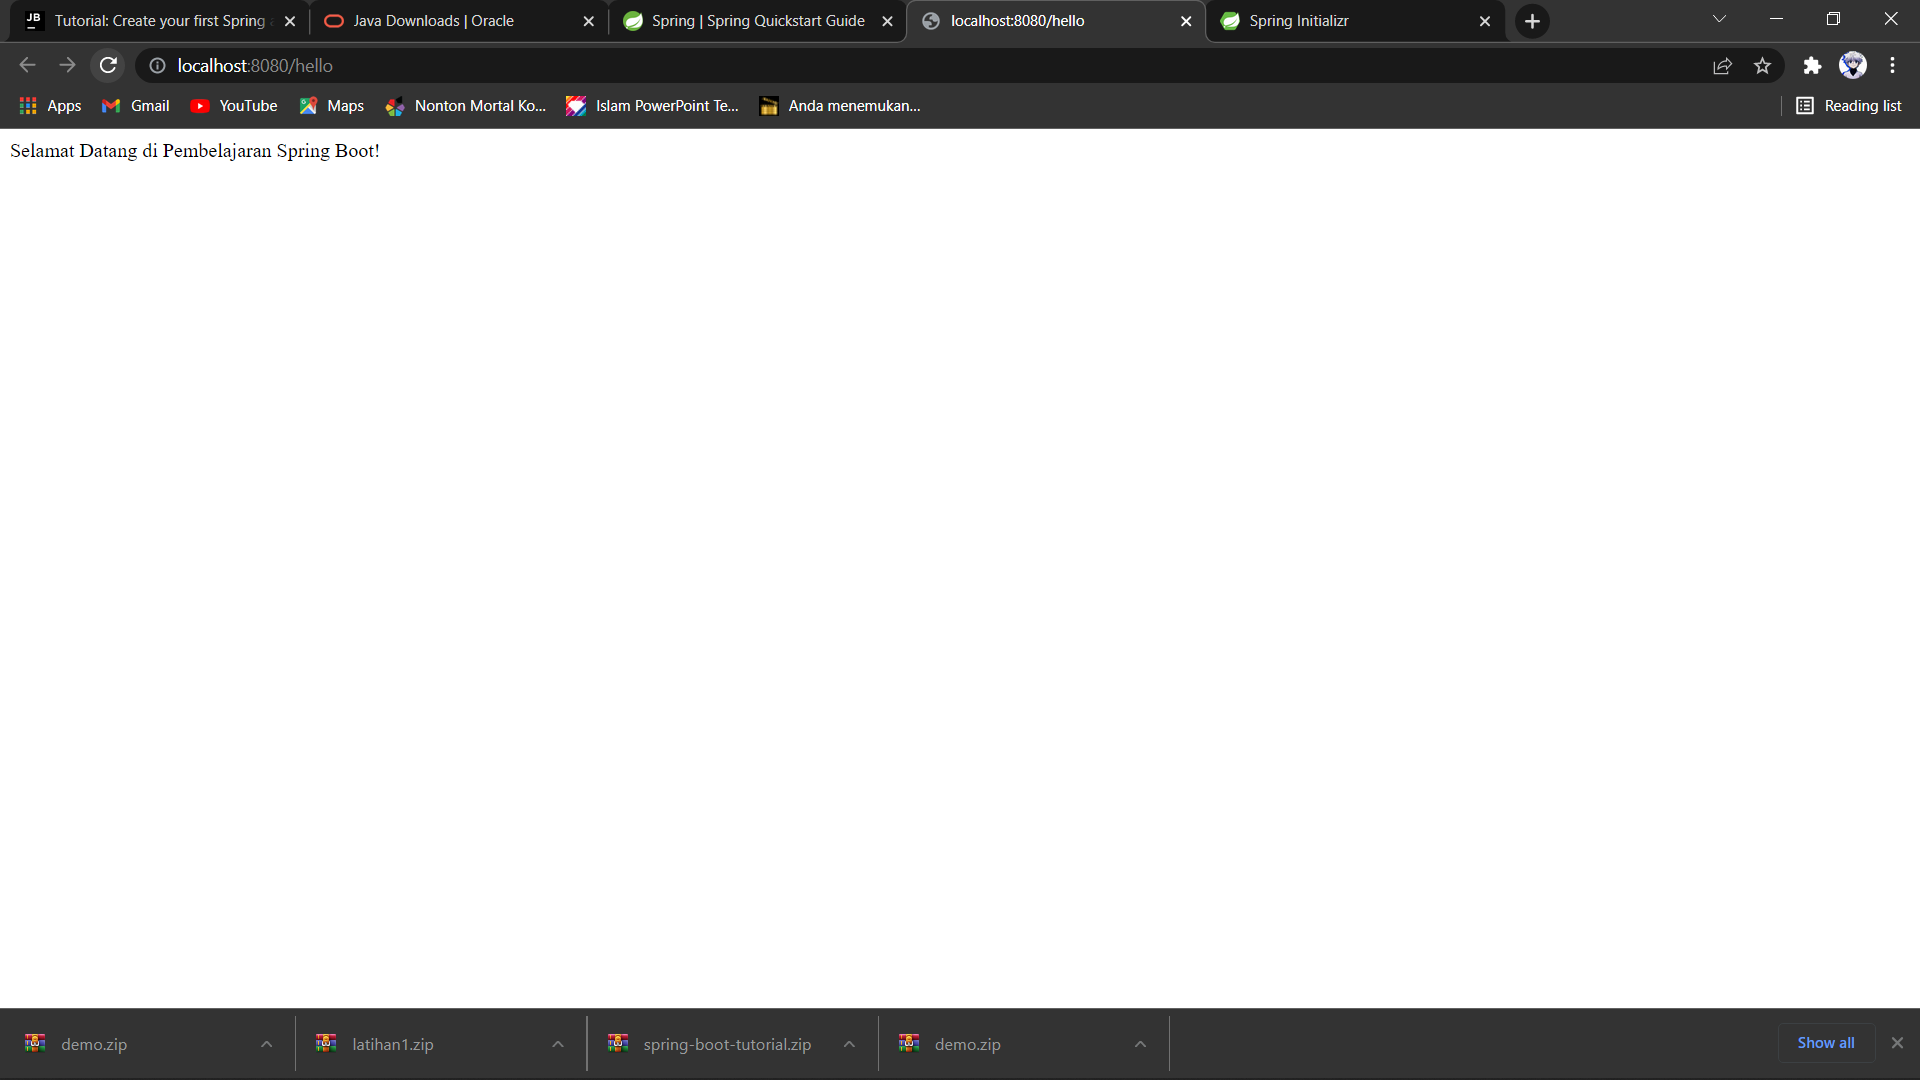 JB Tutorial: Create your first Spring a
Java Downloads | Oracle
Spring | Spring Quickstart Guide
localhost:8080/hello
Spring Initializr
localhost:8080/hello
Apps
Gmail
YouTube
Maps
Nonton Mortal Ko...
Islam PowerPoint Te...
Anda menemukan...
Reading list
Selamat Datang di Pembelajaran Spring Boot!
demo.zip
latihan1.zip
spring-boot-tutorial.zip
demo.zip
Show all